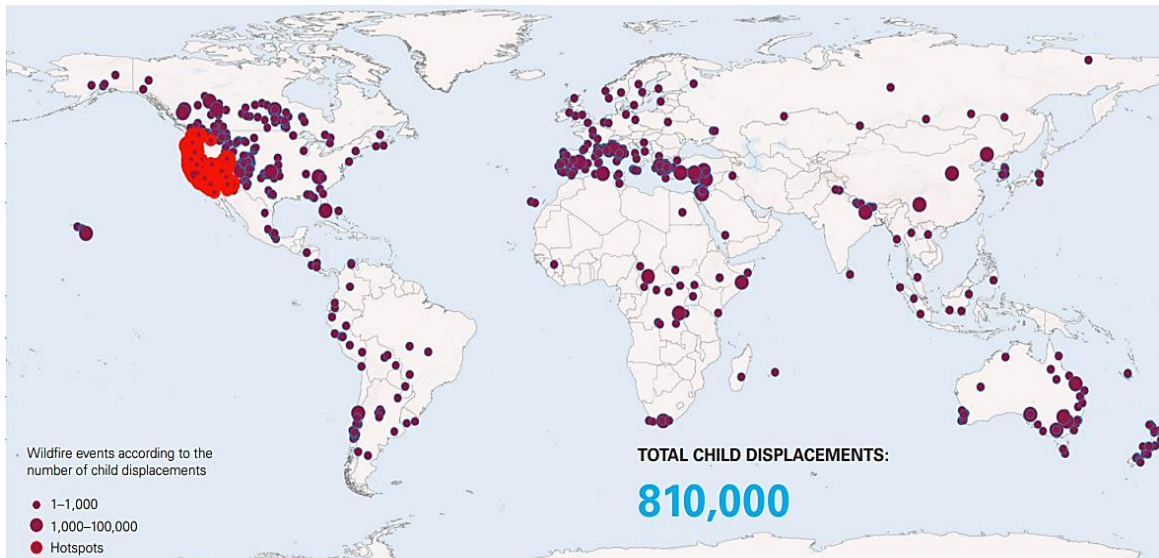 Wildfire events according to the
number of child displacements
1–1,000
1,000–100,000
Hotspots
TOTAL CHILD DISPLACEMENTS:
810,000